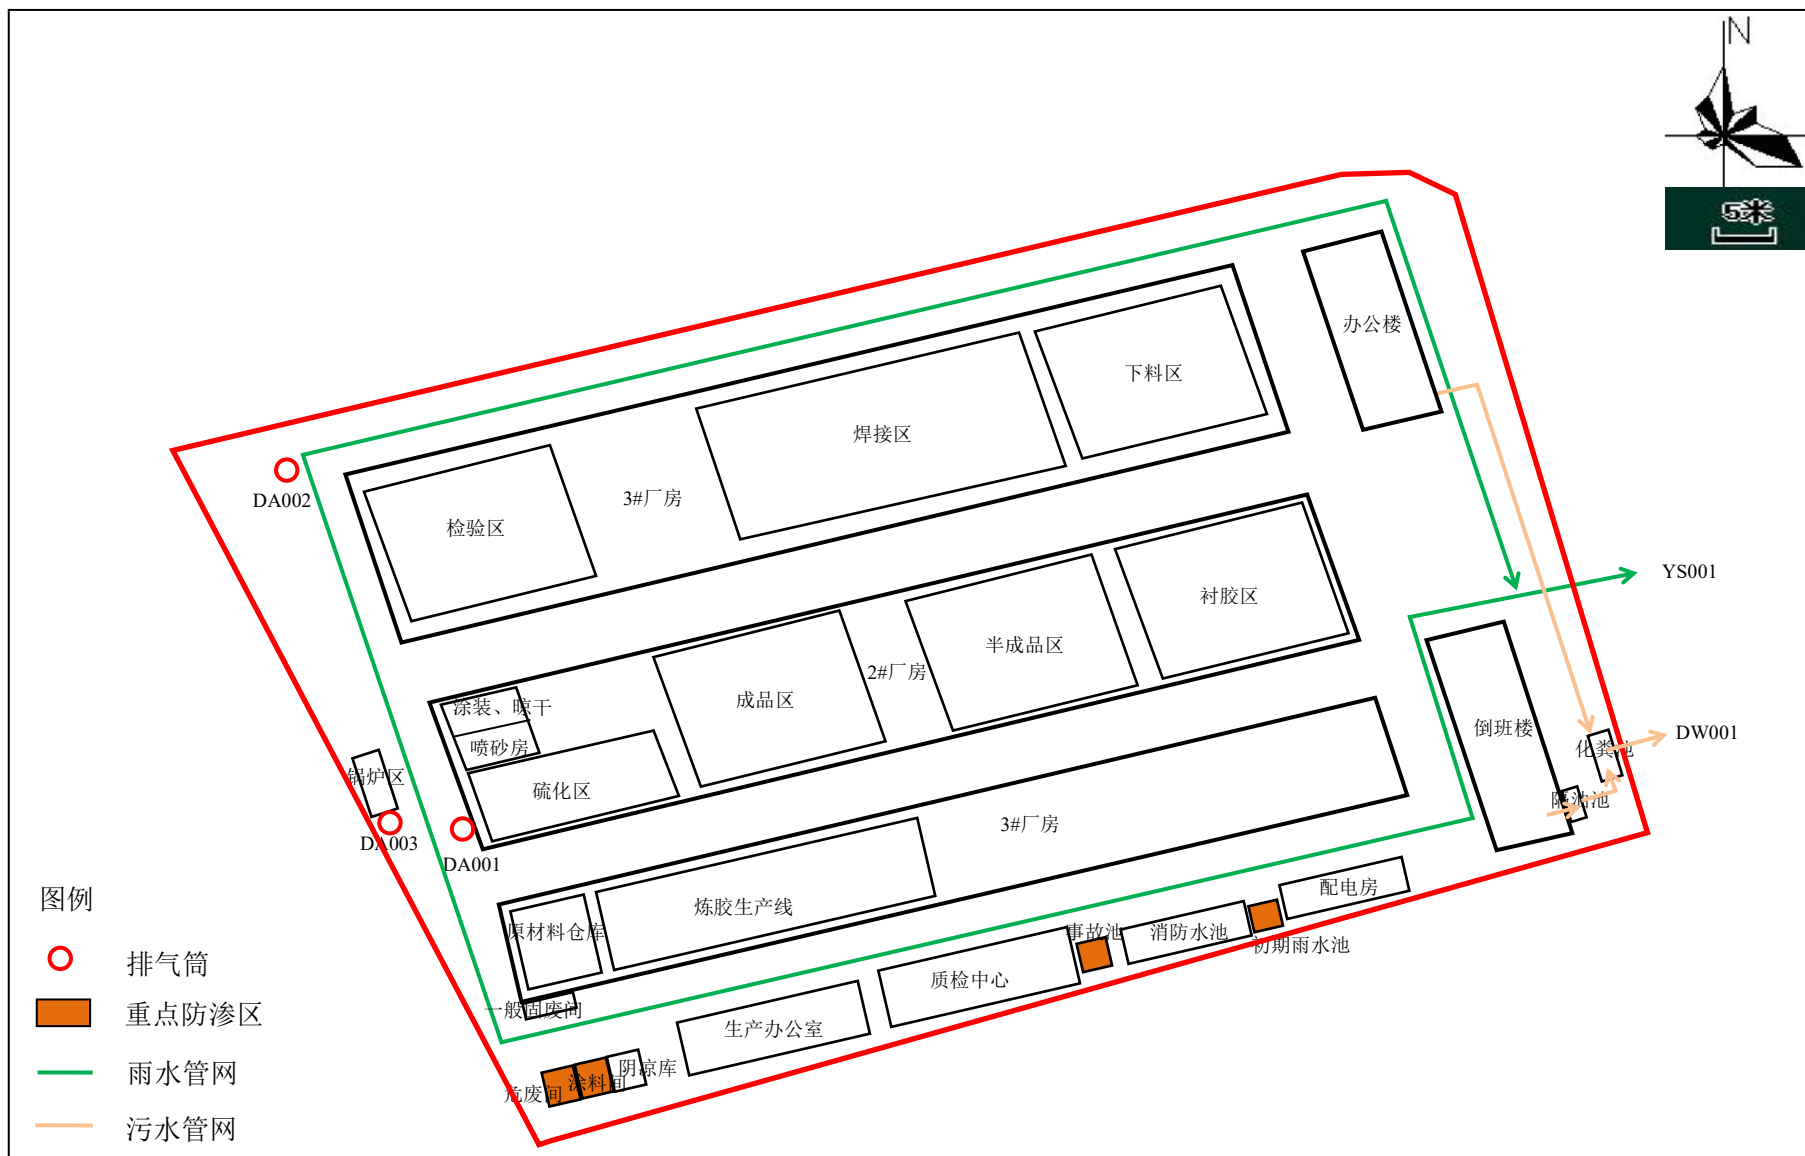 N
5米
办公楼
下料区
焊接区
3#厂房
检验区
DA002
YS001
衬胶区
半成品区
2#厂房
成品区
涂装、晾干
喷砂房
硫化区
锅炉区
DA003
DA001
倒班楼
化粪池
DW001
隔油池
3#厂房
炼胶生产线
原材料仓库
一般固废间
配电房
初期雨水池
消防水池
事故池
质检中心
生产办公室
阴凉库
涂料间
危废间
图例
排气筒
重点防渗区
雨水管网
污水管网